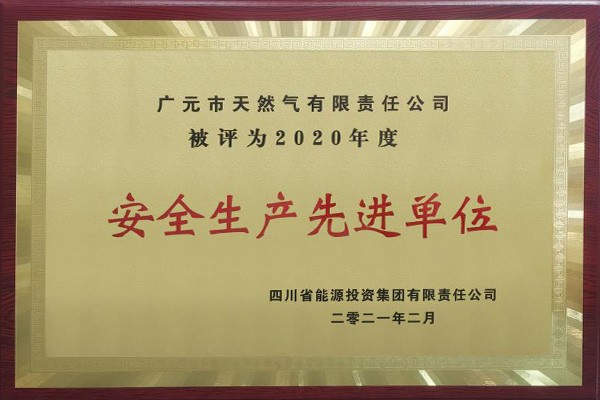 广元市天然气有限责任公司
被评为2020年度
安全生产先进单位
四川省能源投资集团有限责任公司
二零二一年二月